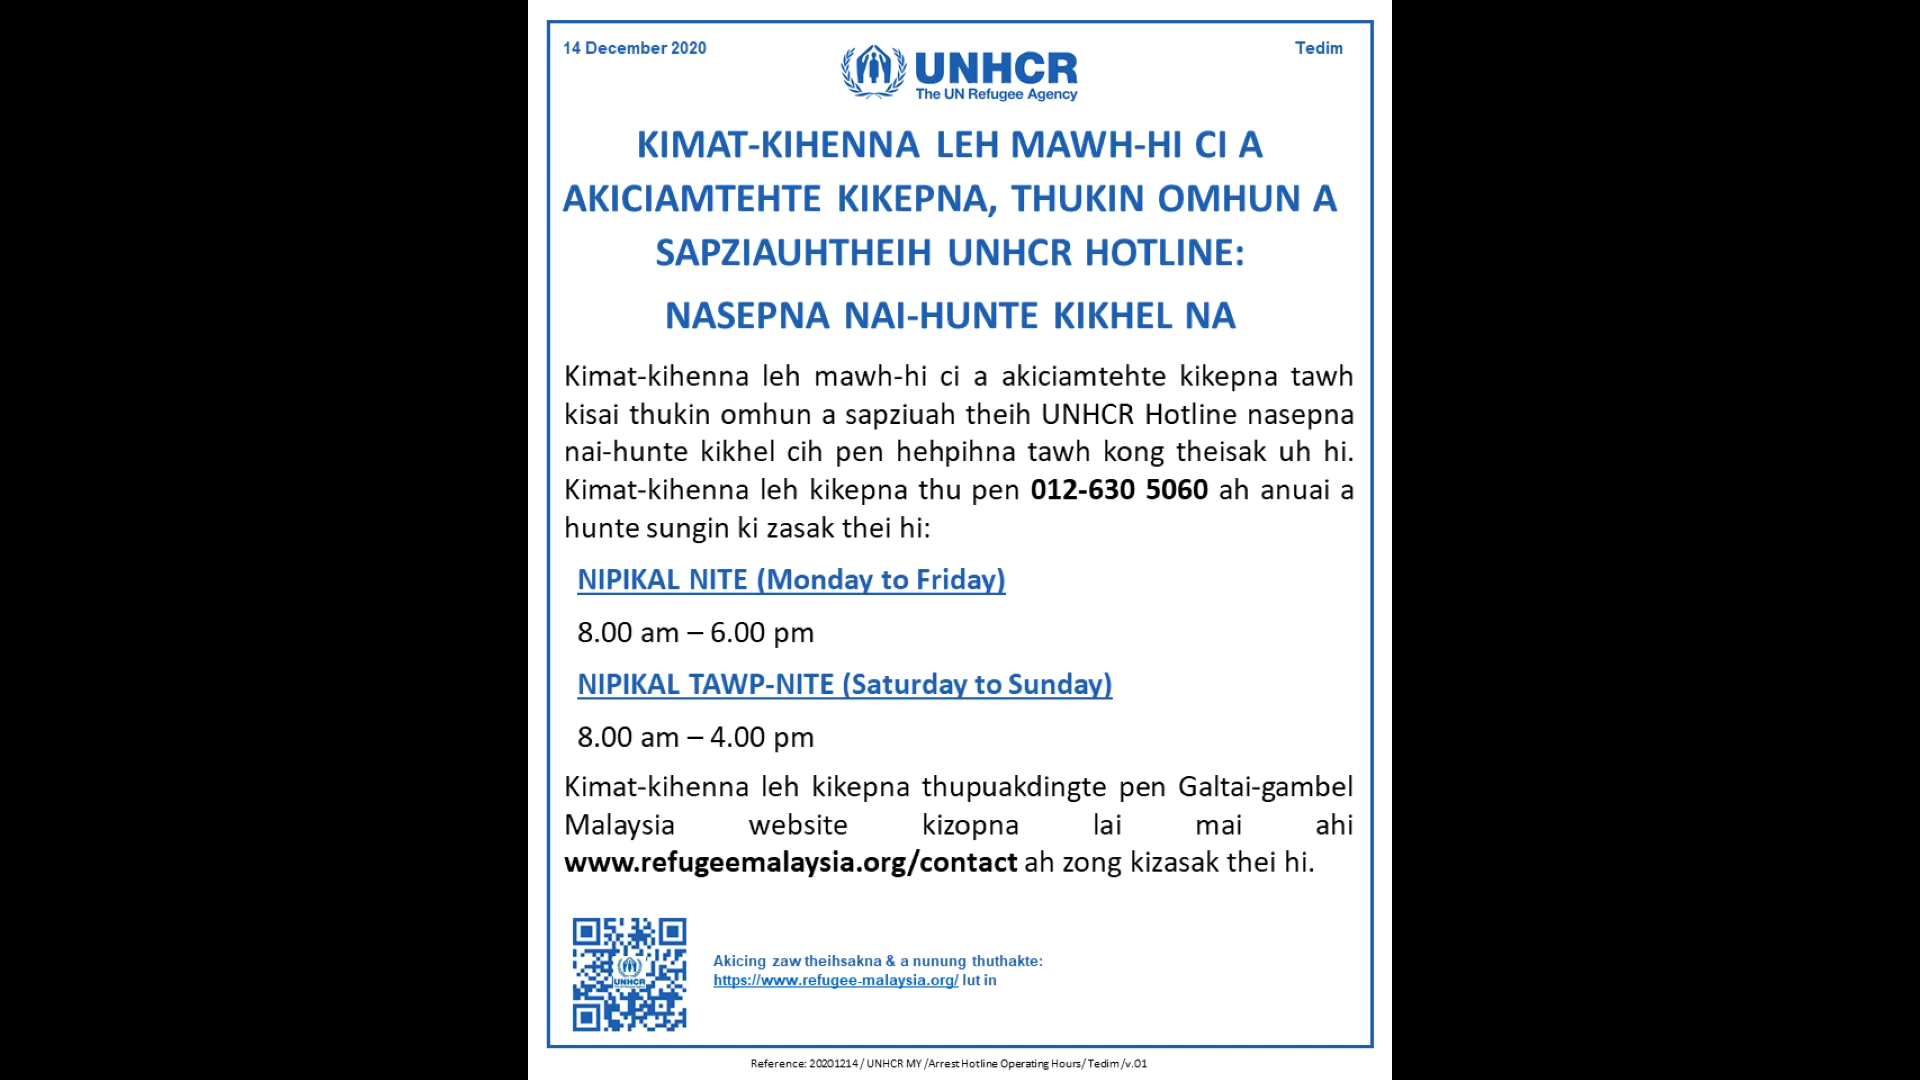 14 December 2020
Tedim
UNHCR
The UN Refugee Agency
KIMAT-KIHENNA LEH MAWH-HI CI A
AKICIAMTEHTE KIKEPNA, THUKIN OMHUN A
SAPZIAUHTHEIH UNHCR HOTLINE:
NASEPNA NAI-HUNTE KIKHEL NA
Kimat-kihenna leh mawh-hi ci a akiciamtehte kikepna tawh
kisai thukin omhun a sapziuah theih UNHCR Hotline nasepna
nai-hunte kikhel cih pen hehpihna tawh kong theisak uh hi.
Kimat-kihenna leh kikepna thu pen 012-630 5060 ah anuai a
hunte sungin ki zasak thei hi:
NIPIKAL NITE (Monday to Friday)
8.00 am – 6.00 pm
NIPIKAL TAWP-NITE (Saturday to Sunday)
8.00 am – 4.00 pm
Kimat-kihenna leh kikepna thupuakdingte pen Galtai-gambel
Malaysia website kizopna lai mai ahi
www.refugeemalaysia.org/contact ah zong kizasak thei hi.
UNHCR
Akicing zaw theihsakna & a nunung thuthakte:
https://www.refugee-malaysia.org/ lut in
Reference: 20201214 / UNHCR MY /Arrest Hotline Operating Hours/ Tedim /v.01